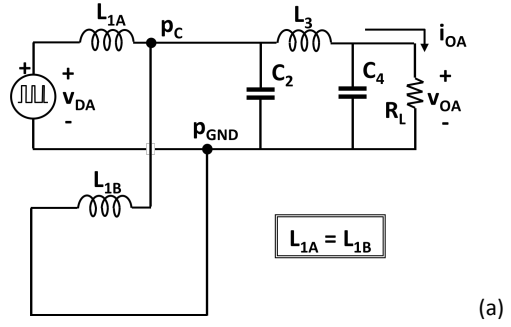 L1A
pC
L3
iOA
+
+
vDA
-
C2
C4
RL
+
vOA
-
pGND
L1B
L1A = L1B
(a)